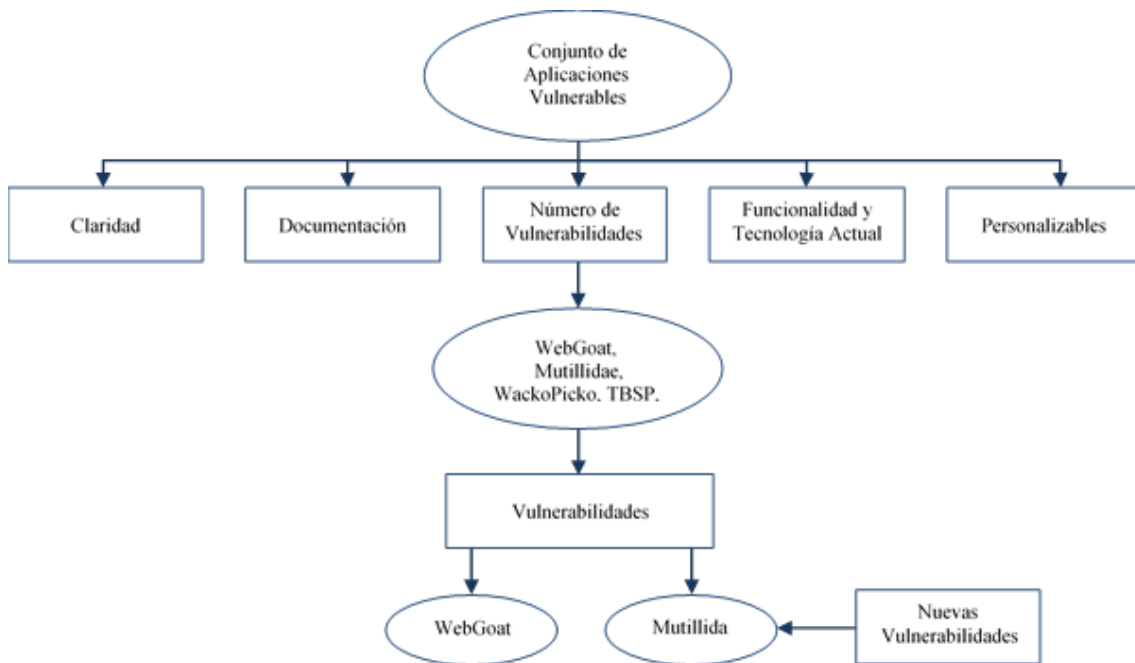 Conjunto de
Aplicaciones
Vulnerables
Claridad
Documentación
Número de
Vulnerabilidades
Funcionalidad y
Tecnología Actual
Personalizables
WebGoat,
Mutillidae,
WackoPicko, TBSP,
Vulnerabilidades
WebGoat
Mutillida
Nuevas
Vulnerabilidades